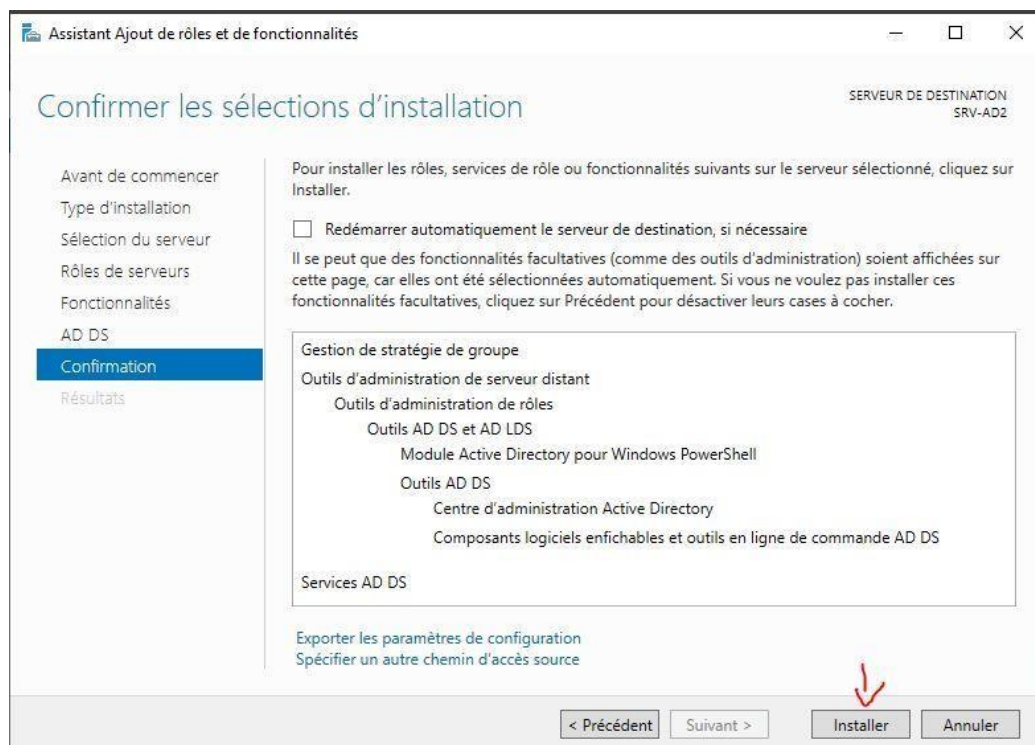 Assistant Ajout de rôles et de fonctionnalités
Confirmer les sélections d'installation
SERVEUR DE DESTINATION
SRV-AD2
Avant de commencer
Type d'installation
Sélection du serveur
Rôles de serveurs
Fonctionnalités
AD DS
Confirmation
Résultats
Pour installer les rôles, services de rôle ou fonctionnalités suivants sur le serveur sélectionné, cliquez sur
Installer.
Redémarrer automatiquement le serveur de destination, si nécessaire
Il se peut que des fonctionnalités facultatives (comme des outils d'administration) soient affichées sur
cette page, car elles ont été sélectionnées automatiquement. Si vous ne voulez pas installer ces
fonctionnalités facultatives, cliquez sur Précédent pour désactiver leurs cases à cocher.
Gestion de stratégie de groupe
Outils d'administration de serveur distant
Outils d'administration de rôles
Outils AD DS et AD LDS
Module Active Directory pour Windows PowerShell
Outils AD DS
Centre d'administration Active Directory
Composants logiciels enfichables et outils en ligne de commande AD DS
Services AD DS
Exporter les paramètres de configuration
Spécifier un autre chemin d'accès source
< Précédent
Suivant >
Installer
Annuler